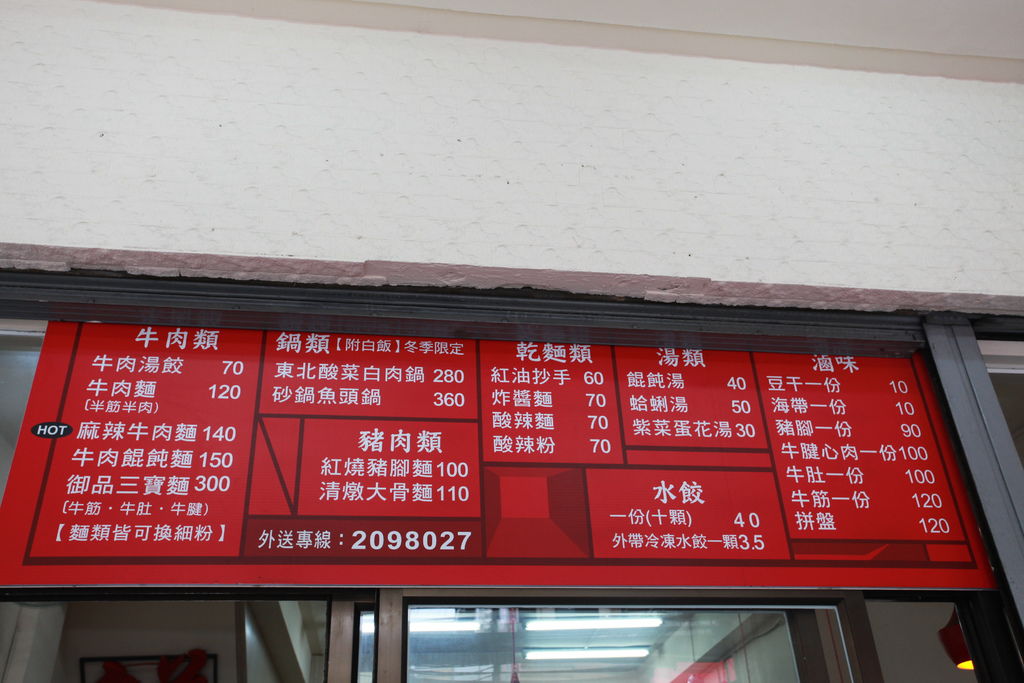 牛肉類
牛肉湯餃 70
牛肉麵 120
(半筋半肉)
HOT 麻辣牛肉麵 140
牛肉餛飩麵 150
御品三寶麵 300
(牛筋・牛肚・牛腱)
【麵類皆可換細粉】
鍋類【附白飯】冬季限定
東北酸菜白肉鍋 280
砂鍋魚頭鍋 360
豬肉類
紅燒豬腳麵 100
清燉大骨麵 110
外送專線：2098027
乾麵類
紅油抄手 60
炸醬麵 70
酸辣麵 70
酸辣粉 70
湯類
餛飩湯 40
蛤蜊湯 50
紫菜蛋花湯 30
水餃
一份(十顆) 40
外帶冷凍水餃一顆3.5
滷味
豆干一份 10
海帶一份 10
豬腳一份 90
牛腱心肉一份 100
牛肚一份 100
牛筋一份 120
拼盤 120